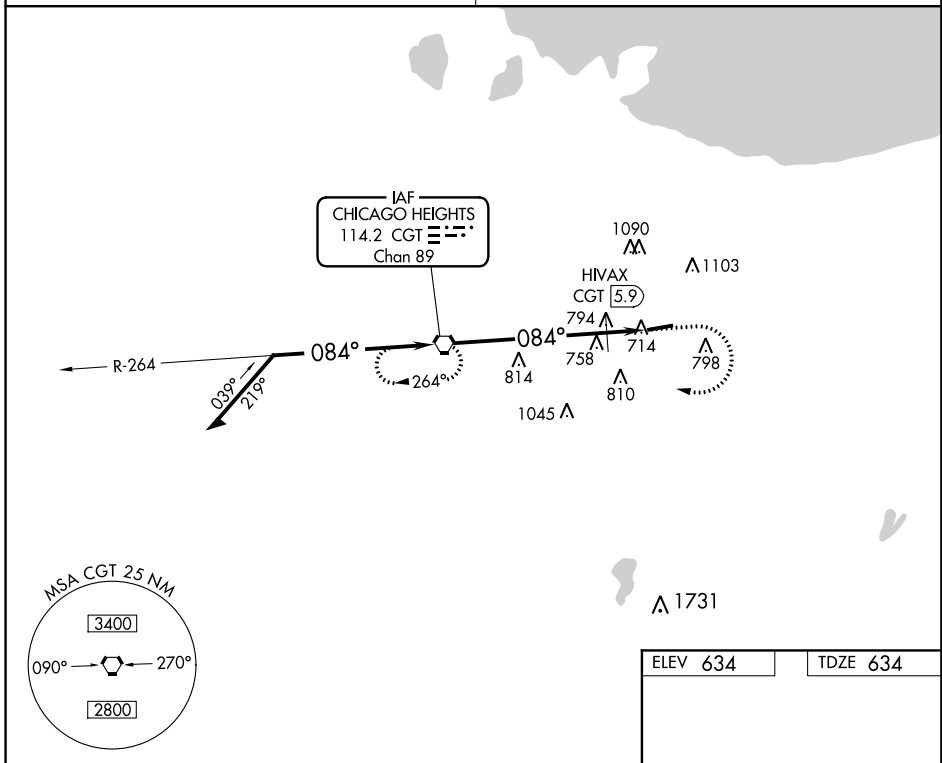 IAF
CHICAGO HEIGHTS
114.2 CGT
Chan 89
1090
1103
HIVAX
CGT 5.9
794
R-264
084°
084°
758
714
798
814
264°
810
039°
219°
1045
MSA CGT 25 NM
3400
090°
270°
2800
1731
ELEV 634
TDZE 634